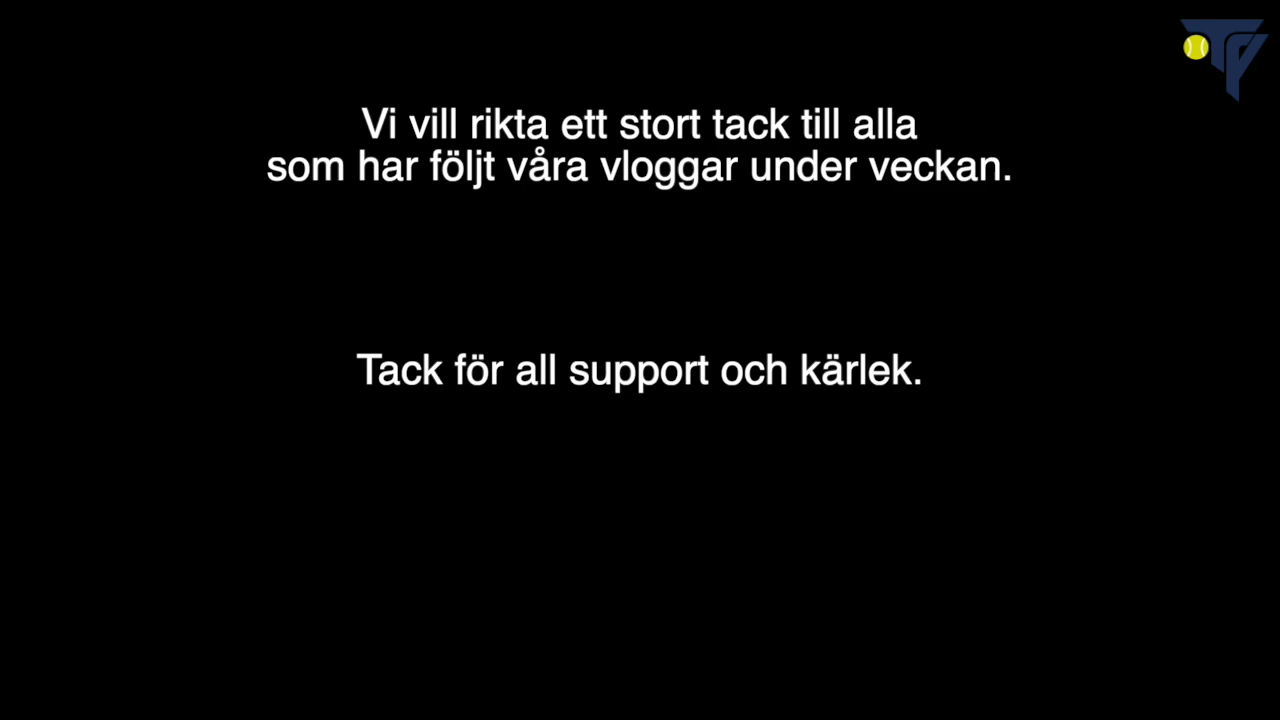 Vi vill rikta ett stort tack till alla
som har följt våra vloggar under veckan.
Tack för all support och kärlek.